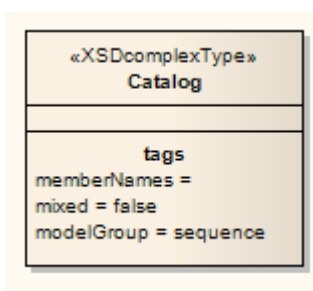 «XSDcomplexType»
Catalog
tags
memberNames =
mixed = false
modelGroup = sequence